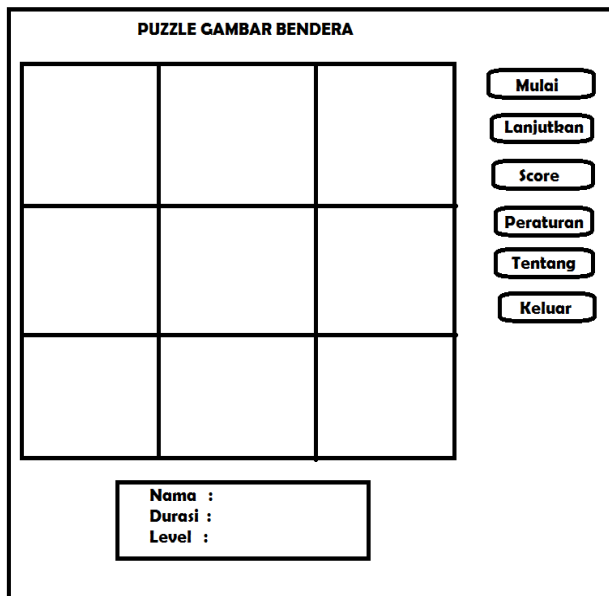 PUZZLE GAMBAR BENDERA
Mulai
Lanjutkan
Score
Peraturan
Tentang
Keluar
Nama :
Durasi :
Level :